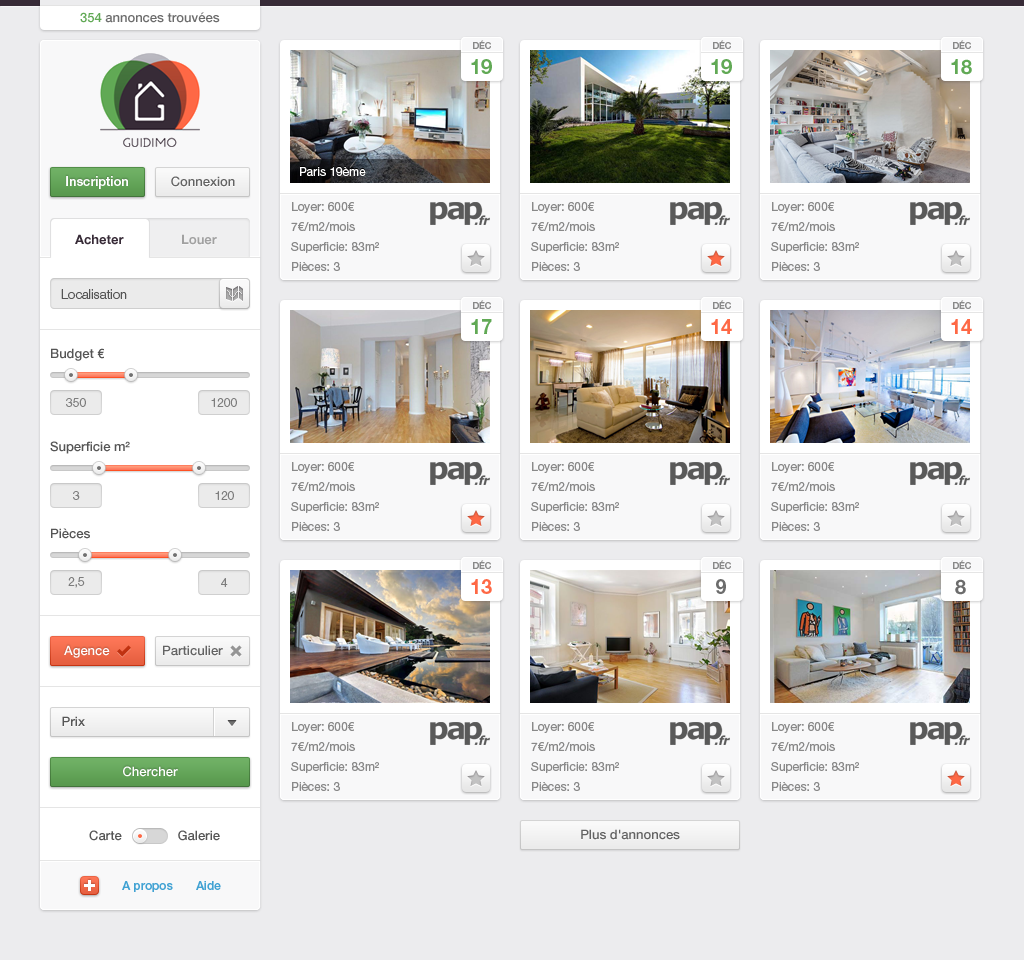 354 annonces trouvées
GUIDIMO
Inscription
Connexion
Acheter
Louer
Localisation
Budget €
350
1200
Superficie m²
3
120
Pièces
2,5
4
Agence
Particulier
Prix
Chercher
Carte
Galerie
A propos
Aide
DÉC
19
Paris 19ème
Loyer: 600€
7€/m2/mois
Superficie: 83m²
Pièces: 3
pap.fr
DÉC
19
Loyer: 600€
7€/m2/mois
Superficie: 83m²
Pièces: 3
pap.fr
DÉC
18
Loyer: 600€
7€/m2/mois
Superficie: 83m²
Pièces: 3
pap.fr
DÉC
17
Loyer: 600€
7€/m2/mois
Superficie: 83m²
Pièces: 3
pap.fr
DÉC
14
Loyer: 600€
7€/m2/mois
Superficie: 83m²
Pièces: 3
pap.fr
DÉC
14
Loyer: 600€
7€/m2/mois
Superficie: 83m²
Pièces: 3
pap.fr
DÉC
13
Loyer: 600€
7€/m2/mois
Superficie: 83m²
Pièces: 3
pap.fr
DÉC
9
Loyer: 600€
7€/m2/mois
Superficie: 83m²
Pièces: 3
pap.fr
DÉC
8
Loyer: 600€
7€/m2/mois
Superficie: 83m²
Pièces: 3
pap.fr
Plus d'annonces